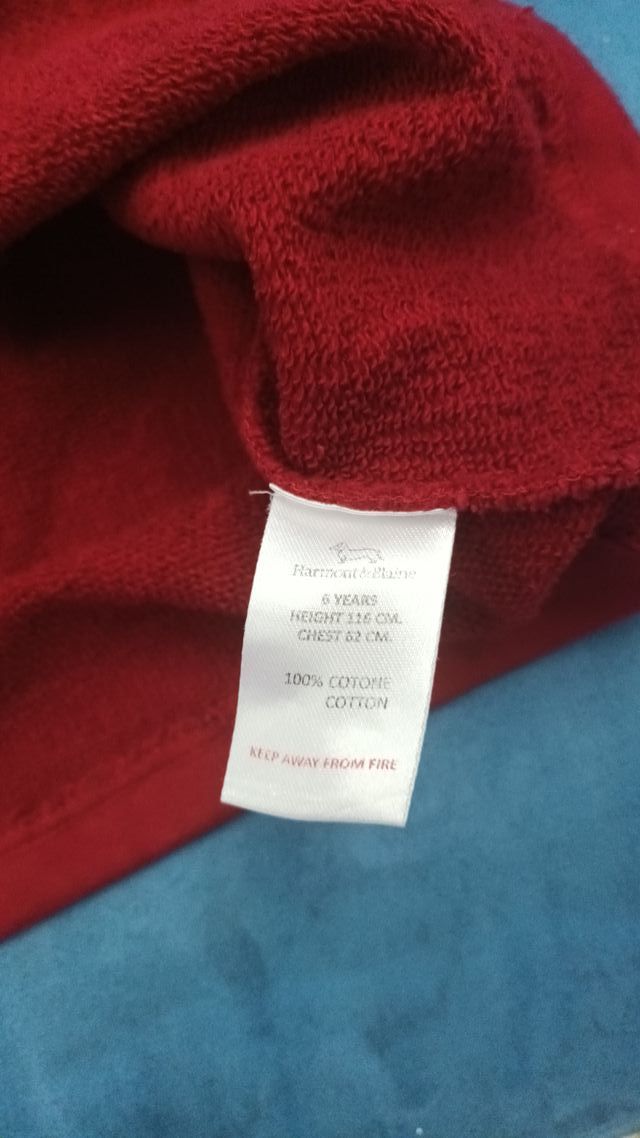 Harmont&Blaine
6 YEARS
HEIGHT 116 CM.
CHEST 62 CM.
100% COTONE
COTTON
KEEP AWAY FROM FIRE